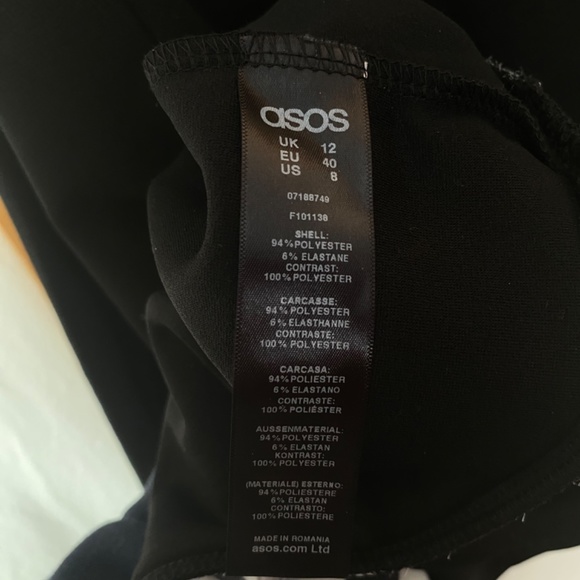 asos
UK 12
EU 40
US 8
07188749
F101138
SHELL:
94% POLYESTER
6% ELASTANE
CONTRAST:
100% POLYESTER
CARCASSE:
94% POLYESTER
6% ELASTHANNE
CONTRASTE:
100% POLYESTER
CARCASA:
94% POLIESTER
6% ELASTANO
CONTRASTE:
100% POLIÉSTER
AUSSENMATERIAL:
94% POLYESTER
6% ELASTAN
KONTRAST:
100% POLYESTER
(MATERIALE) ESTERNO:
94% POLIESTERE
6% ELASTAN
CONTRASTO:
100% POLIESTERE
MADE IN ROMANIA
asos.com Ltd